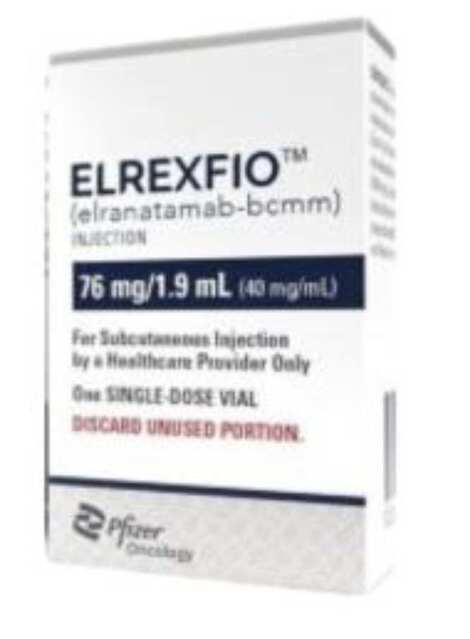 ELREXFIO™
(elranatamab-bcmm)
INJECTION
76 mg/1.9 mL (40 mg/mL)
For Subcutaneous Injection
by a Healthcare Provider Only
One SINGLE-DOSE VIAL
DISCARD UNUSED PORTION.
Pfizer
Oncology